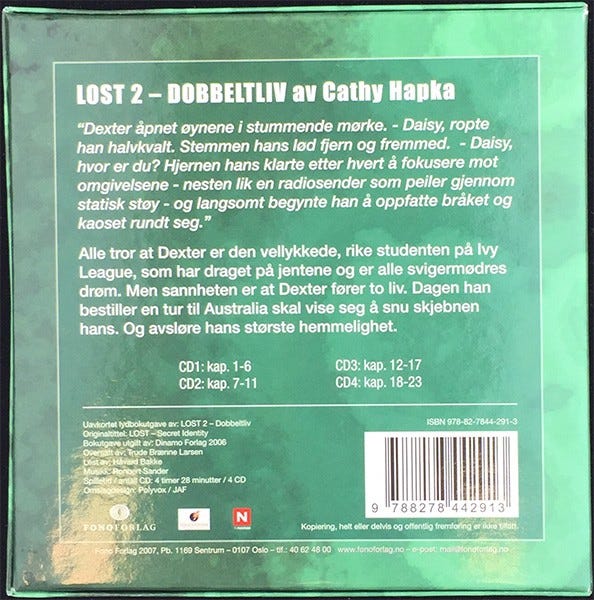 LOST 2 – DOBBELTLIV av Cathy Hapka
“Dexter åpnet øynene i stummende mørke. - Daisy, ropte
han halvkvalt. Stemmen hans lød fjern og fremmed.  - Daisy,
hvor er du? Hjernen hans klarte etter hvert å fokusere mot
omgivelsene - nesten lik en radiosender som peiler gjennom
statisk støy - og langsomt begynte han å oppfatte bråket og
kaoset rundt seg.”
Alle tror at Dexter er den vellykkede, rike studenten på Ivy
League, som har draget på jentene og er alle svigermødres
drøm. Men sannheten er at Dexter fører to liv. Dagen han
bestiller en tur til Australia skal vise seg å snu skjebnen
hans. Og avsløre hans største hemmelighet.
CD1: kap. 1-6
CD2: kap. 7-11
CD3: kap. 12-17
CD4: kap. 18-23
Uavkortet lydbokutgave av: LOST 2 – Dobbeltliv
Originaltittel: LOST – Secret Identity
Bokutgave utgift av: Dinamo Forlag 2006
Oversatt av: Trude Brænne Larsen
Lest av: Håvard Bakke
Musikk: Sander
Spilletid / antall CD: 4 timer 28 minutter / 4 CD
Omslagdesign: Polyvox / JAF
ISBN 978-82-7844-291-3
9 788278 442913
FONOFORLAG
N
Kopiering, helt eller delvis og offentlig fremføring er ikke tillatt.
Fono Forlag 2007, Pb. 1169 Sentrum – 0107 Oslo – tlf.: 40 62 48 00 www.fonoforlag.no – e-post: mail@fonoforlag.no